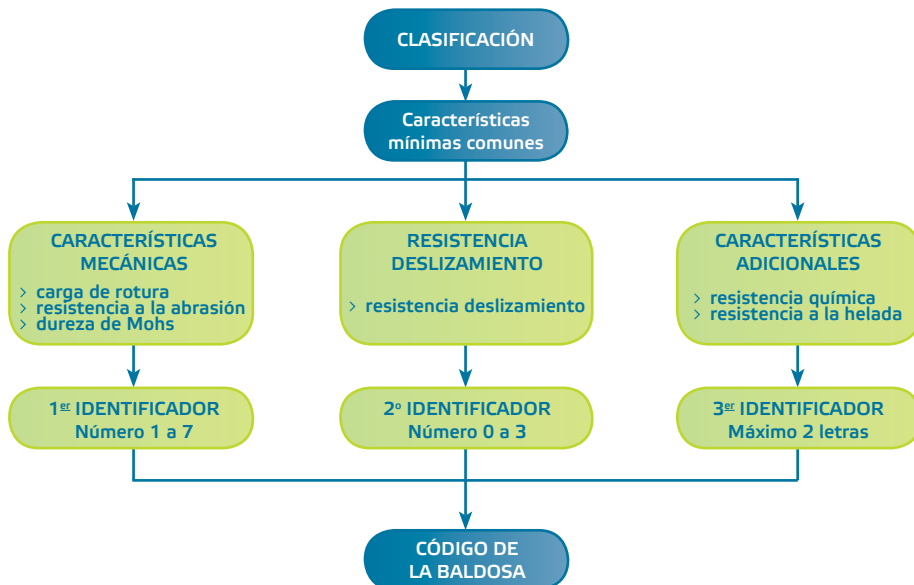 CLASIFICACIÓN
Características
mínimas comunes
CARACTERÍSTICAS
MECÁNICAS
> carga de rotura
> resistencia a la abrasión
> dureza de Mohs
RESISTENCIA
DESLIZAMIENTO
> resistencia deslizamiento
CARACTERÍSTICAS
ADICIONALES
> resistencia química
> resistencia a la helada
1er IDENTIFICADOR
Número 1 a 7
2º IDENTIFICADOR
Número 0 a 3
3er IDENTIFICADOR
Máximo 2 letras
CÓDIGO DE
LA BALDOSA